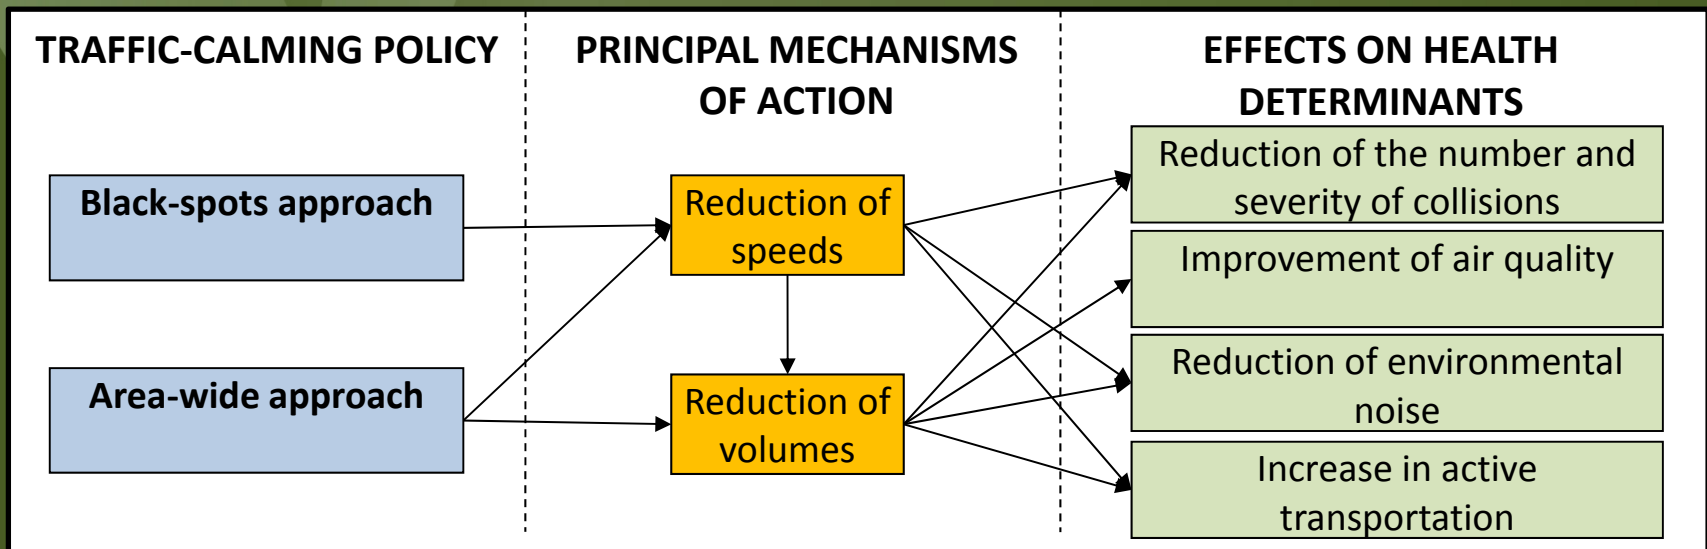 TRAFFIC-CALMING POLICY
PRINCIPAL MECHANISMS
OF ACTION
EFFECTS ON HEALTH
DETERMINANTS
Black-spots approach
Area-wide approach
Reduction of
speeds
Reduction of
volumes
Reduction of the number and
severity of collisions
Improvement of air quality
Reduction of environmental
noise
Increase in active
transportation